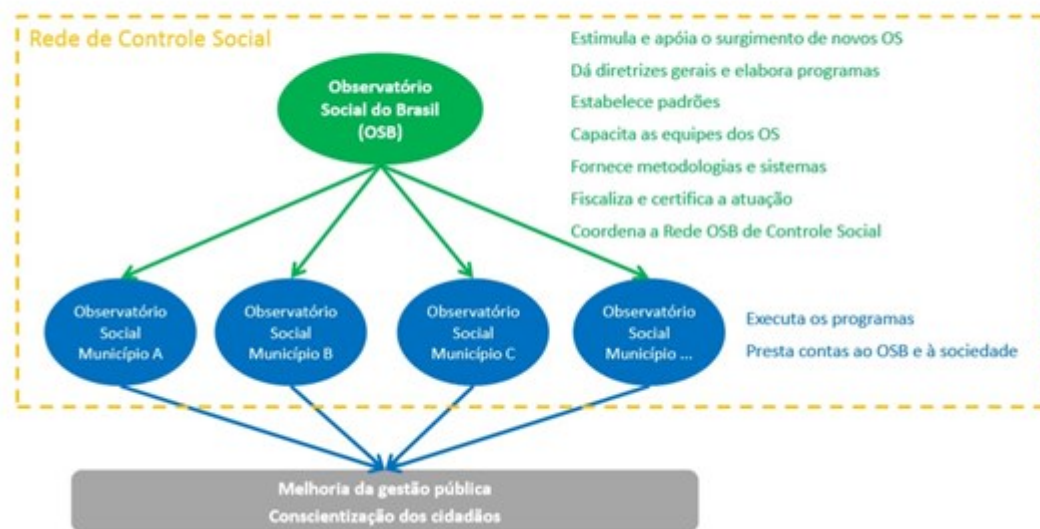 Rede de Controle Social
Observatório
Social do Brasil
(OSB)
Estimula e apóia o surgimento de novos OS
Dá diretrizes gerais e elabora programas
Estabelece padrões
Capacita as equipes dos OS
Fornece metodologias e sistemas
Fiscaliza e certifica a atuação
Coordena a Rede OSB de Controle Social
Observatório
Social
Município A
Observatório
Social
Município B
Observatório
Social
Município C
Observatório
Social
Município ...
Executa os programas
Presta contas ao OSB e à sociedade
Melhoria da gestão pública
Conscientização dos cidadãos